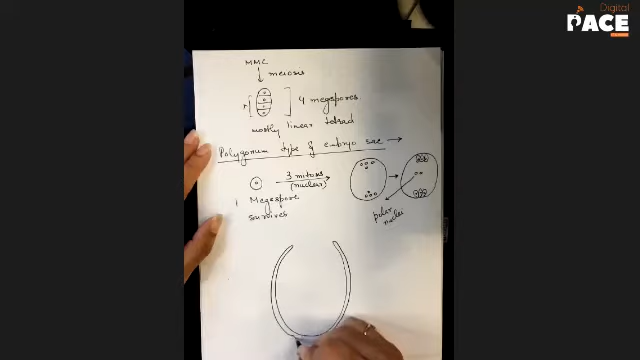 Digital
PACE
MMC
meiosis
4 megospores
mostly linear tetrad
Polygonum type of embryo sac
3 mitosis
(nuclear)
1 Megaspore
survives
polar
nuclei